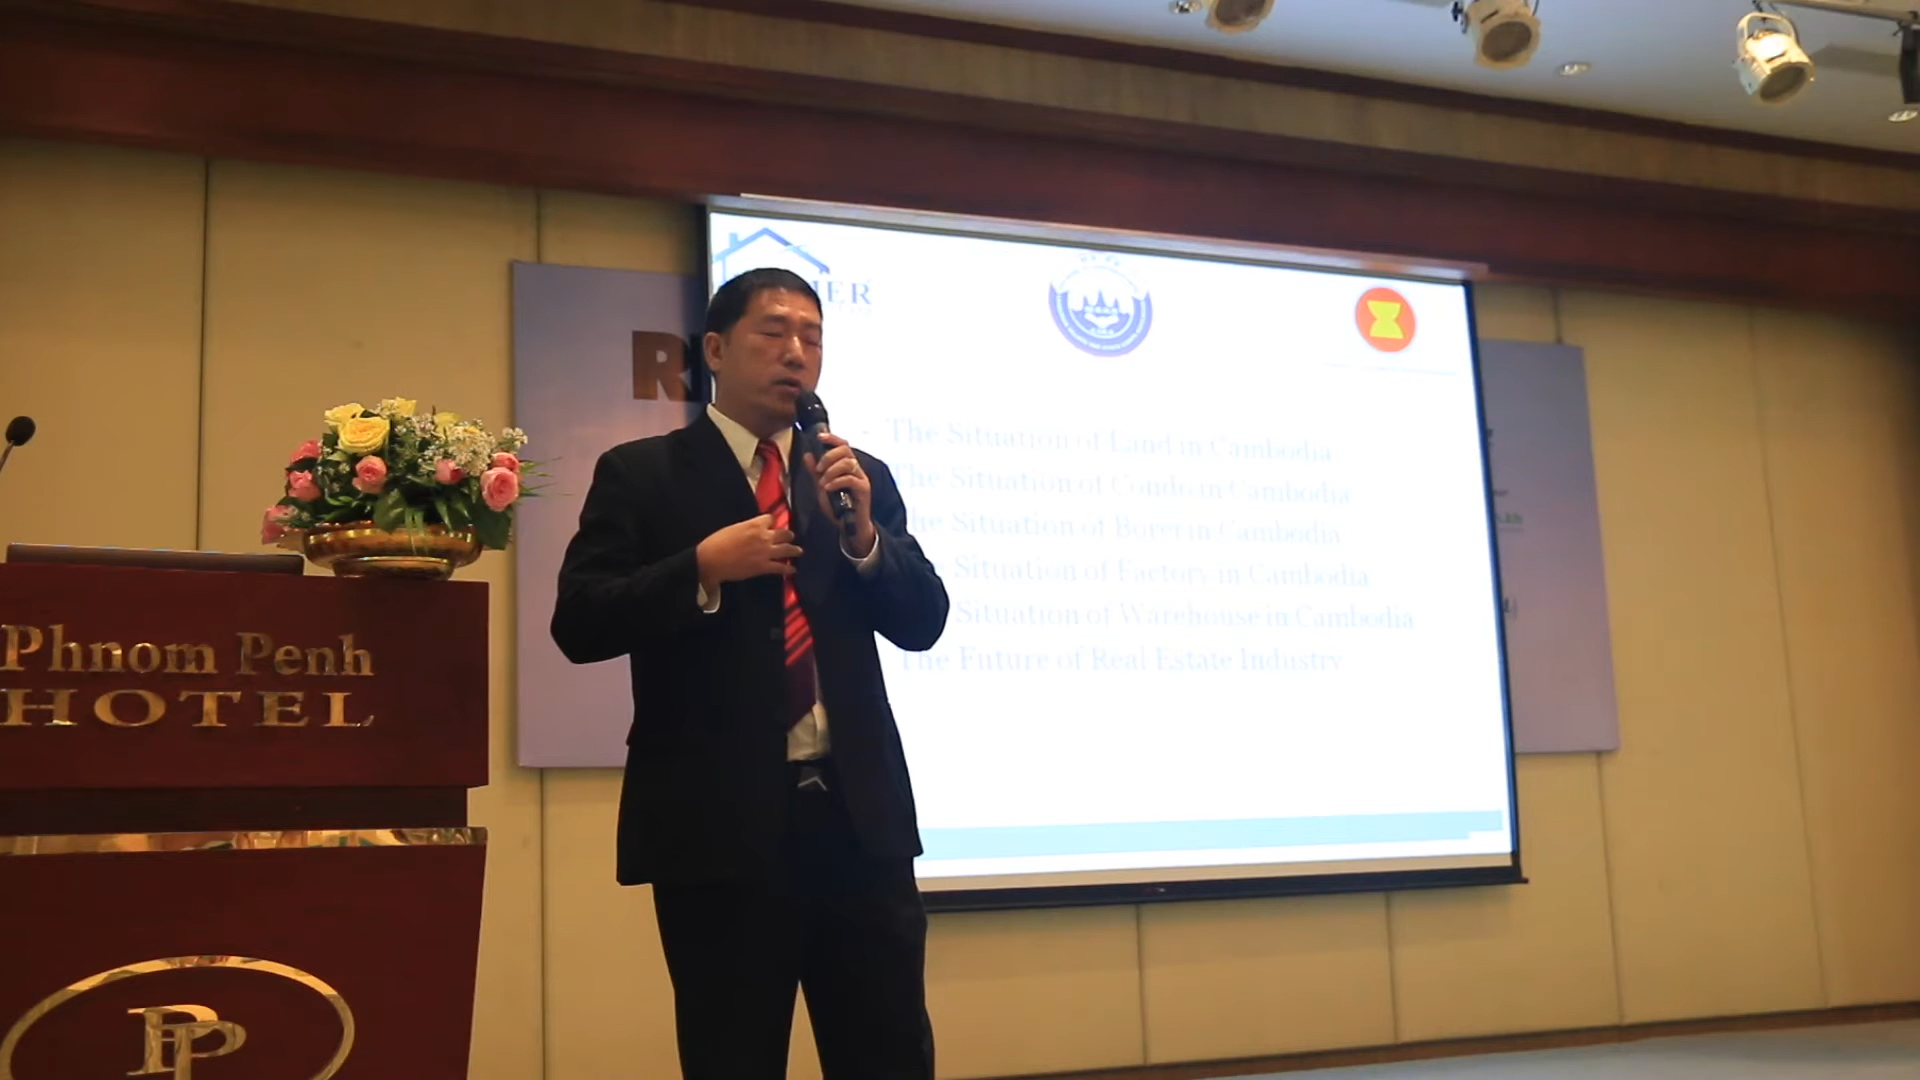 - The Situation of Land in Cambodia
The Situation of Condo in Cambodia
The Situation of Borei in Cambodia
Situation of Factory in Cambodia
Situation of Warehouse in Cambodia
The Future of Real Estate Industry
Phnom Penh
HOTEL
PP